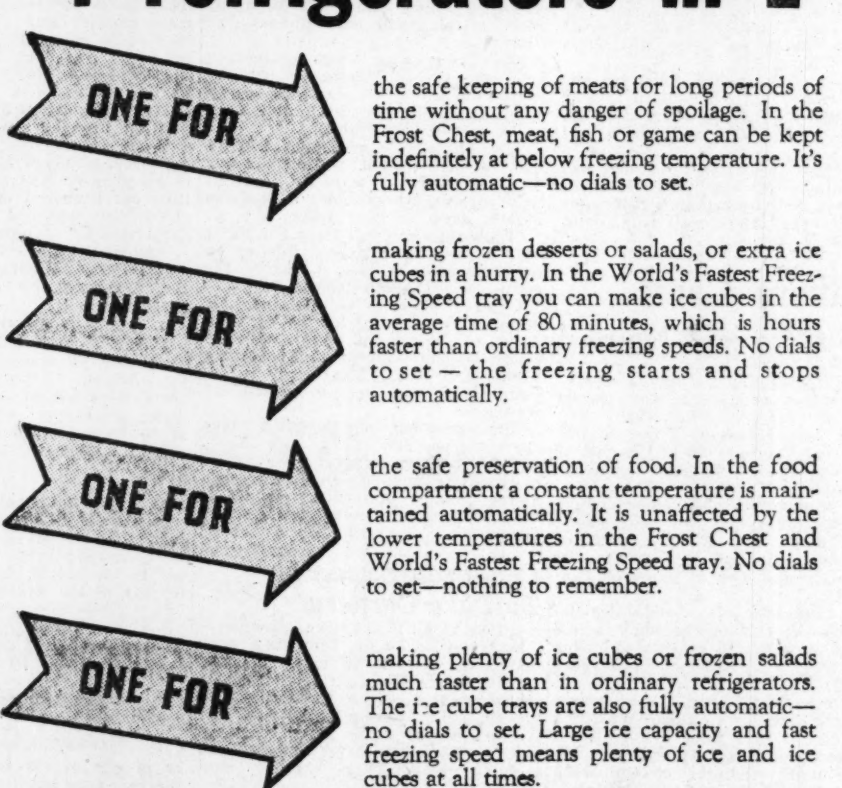 refrigerators in
ONE FOR
the safe keeping of meats for long periods of
time without any danger of spoilage. In the
Frost Chest, meat, fish or game can be kept
indefinitely at below freezing temperature. It's
fully automatic—no dials to set.
ONE FOR
making frozen desserts or salads, or extra ice
cubes in a hurry. In the World's Fastest Freez-
ing Speed tray you can make ice cubes in the
average time of 80 minutes, which is hours
faster than ordinary freezing speeds. No dials
to set — the freezing starts and stops
automatically.
ONE FOR
the safe preservation of food. In the food
compartment a constant temperature is main-
tained automatically. It is unaffected by the
lower temperatures in the Frost Chest and
World's Fastest Freezing Speed tray. No dials
to set—nothing to remember.
ONE FOR
making plenty of ice cubes or frozen salads
much faster than in ordinary refrigerators.
The ice cube trays are also fully automatic—
no dials to set. Large ice capacity and fast
freezing speed means plenty of ice and ice
cubes at all times.